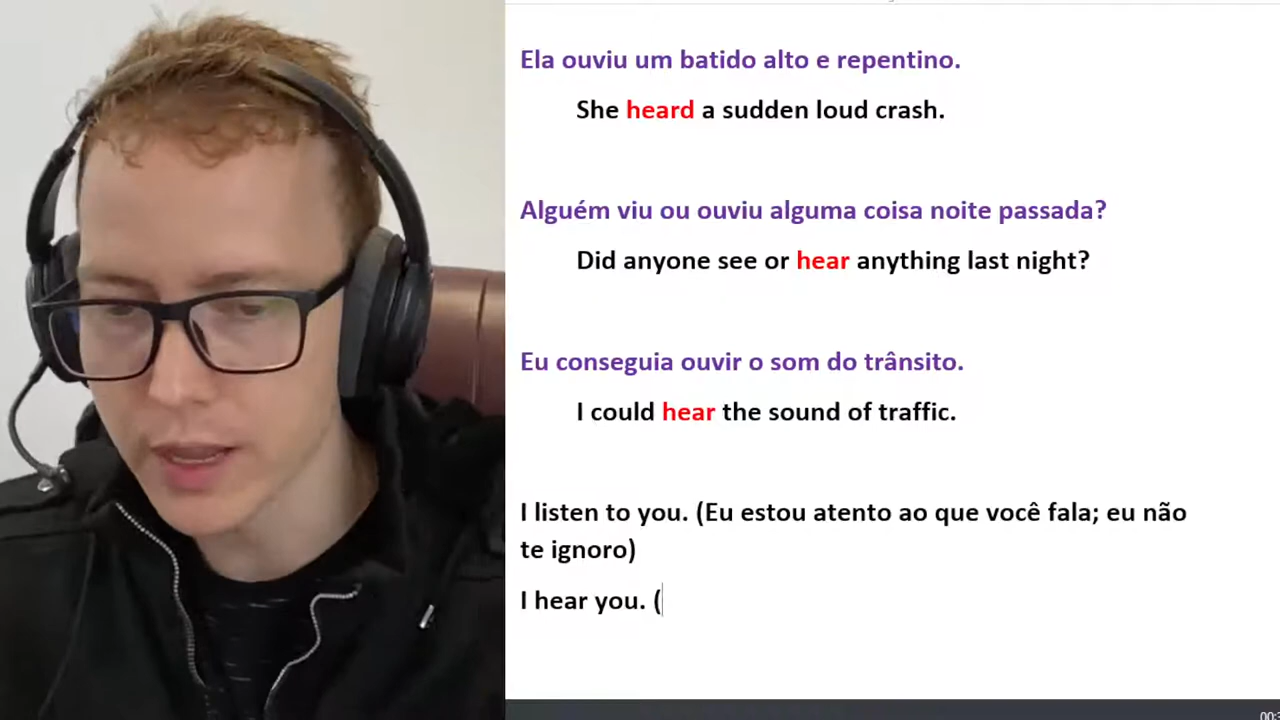 Ela ouviu um batido alto e repentino.
She heard a sudden loud crash.
Alguém viu ou ouviu alguma coisa noite passada?
Did anyone see or hear anything last night?
Eu conseguia ouvir o som do trânsito.
I could hear the sound of traffic.
I listen to you. (Eu estou atento ao que você fala; eu não
te ignoro)
I hear you. (